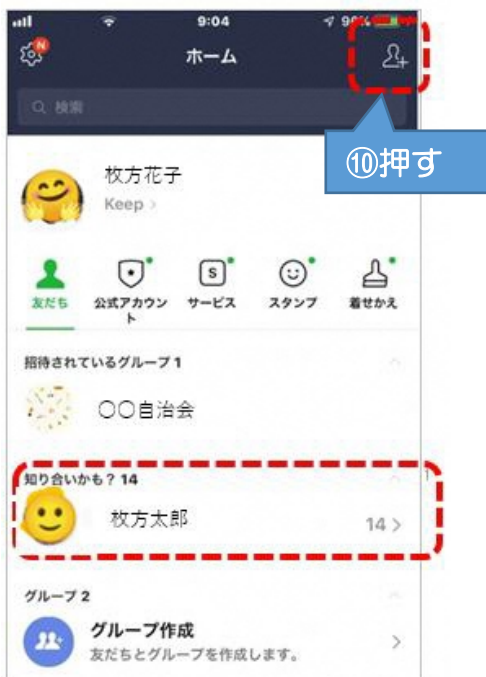 9:04
ホーム
N
検索
⑩押す
枚方花子
Keep >
友だち
公式アカウント
サービス
スタンプ
着せかえ
招待されているグループ 1
〇〇自治会
知り合いかも? 14
枚方太郎
14 >
グループ 2
グループ作成
友だちとグループを作成します。